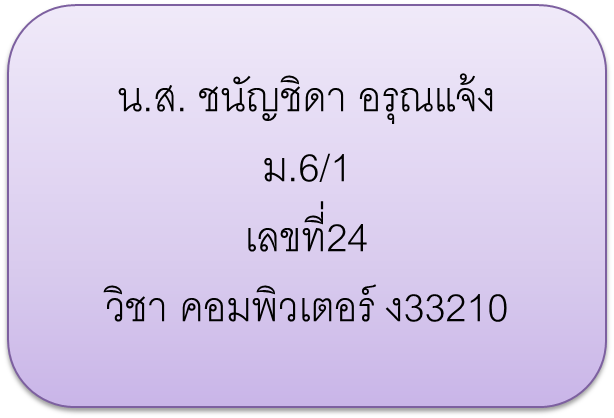 น.ส. ชนัญชิดา อรุณแจ้ง
ม.6/1
เลขที่24
วิชา คอมพิวเตอร์ ง33210